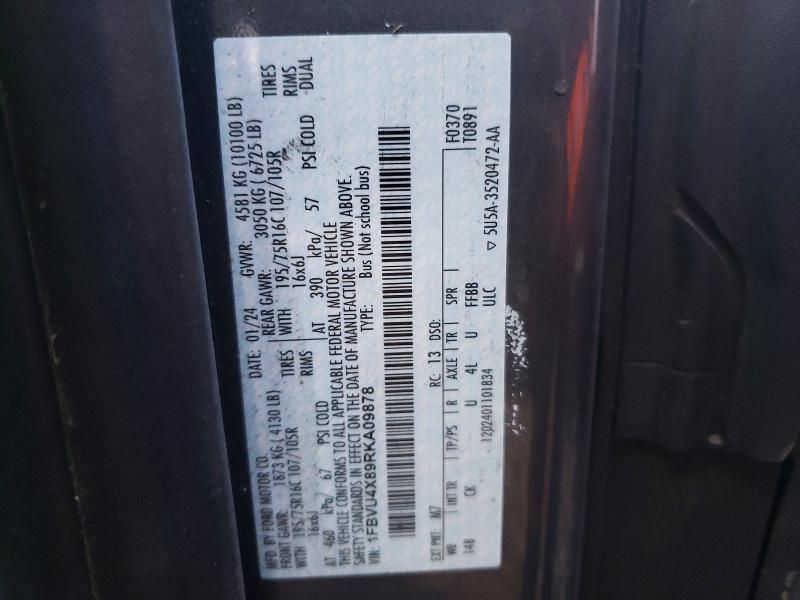 MFD. BY FORD MOTOR CO. DATE: 01/24 GVWR: 4581 KG (10100 LB)
FRONT GAWR: 1873 KG ( 4130 LB) REAR GAWR: 3050 KG ( 6725 LB)
WITH 195/75R16C 107/105R TIRES WITH 195/75R16C 107/105R TIRES
16x6J RIMS 16x6J RIMS
AT 460 kPa/ 67 PSI COLD AT 390 kPa/ 57 PSI COLD DUAL
THIS VEHICLE CONFORMS TO ALL APPLICABLE FEDERAL MOTOR VEHICLE
SAFETY STANDARDS IN EFFECT ON THE DATE OF MANUFACTURE SHOWN ABOVE.
VIN: 1FBVU4X89RKA09878 TYPE: Bus (Not school bus)
F0370
T0891
EXT PNT: M7 RC: 13 DSO:
WB INT TR TP/PS R AXLE TR SPR
148 CK U 4L U FFBB
1202401101834 ULC ▽ 5U5A-3520472-AA